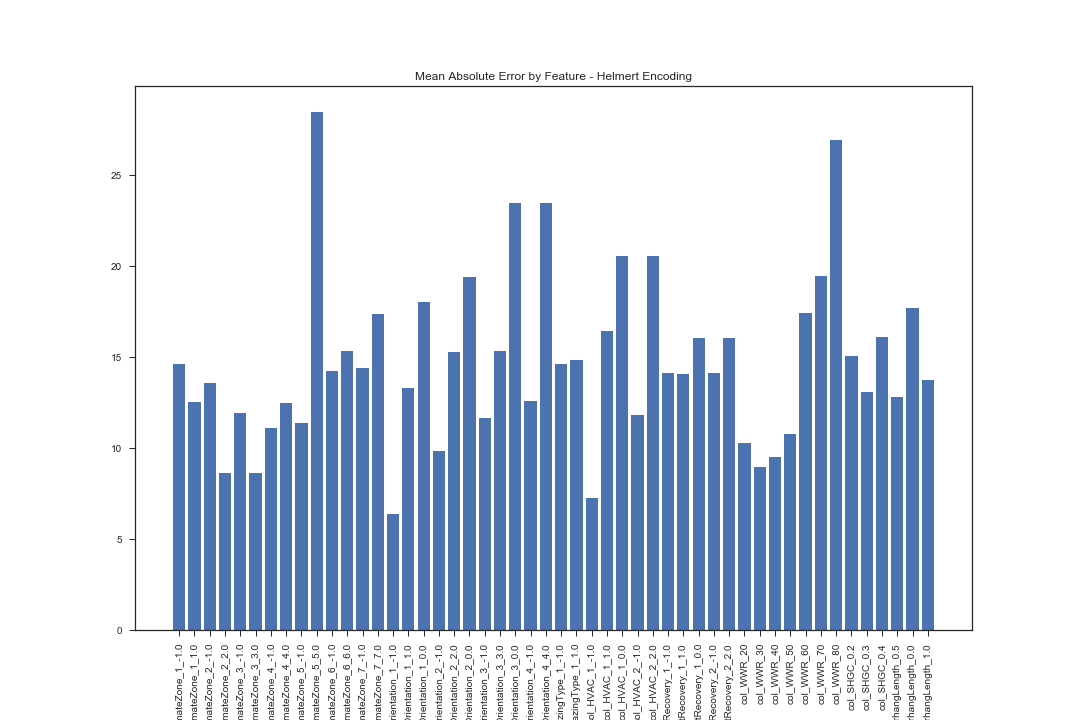 Mean Absolute Error by Feature - Helmert Encoding
25
20
15
10
5
0
mateZone_1_-1.0
mateZone_1_1.0
mateZone_2_-1.0
mateZone_2_2.0
mateZone_3_-1.0
mateZone_3_3.0
mateZone_4_-1.0
mateZone_4_4.0
mateZone_5_-1.0
mateZone_5_5.0
mateZone_6_-1.0
mateZone_6_6.0
mateZone_7_-1.0
mateZone_7_7.0
rientation_1_-1.0
Orientation_1_1.0
Orientation_1_0.0
rientation_2_-1.0
Orientation_2_2.0
Orientation_2_0.0
rientation_3_-1.0
Orientation_3_3.0
Orientation_3_0.0
rientation_4_-1.0
Orientation_4_4.0
zingType_1_-1.0
azingType_1_1.0
ol_HVAC_1_-1.0
col_HVAC_1_1.0
col_HVAC_1_0.0
ol_HVAC_2_-1.0
col_HVAC_2_2.0
Recovery_1_-1.0
tRecovery_1_1.0
tRecovery_1_0.0
Recovery_2_-1.0
tRecovery_2_2.0
col_WWR_20
col_WWR_30
col_WWR_40
col_WWR_50
col_WWR_60
col_WWR_70
col_WWR_80
col_SHGC_0.2
col_SHGC_0.3
col_SHGC_0.4
rhangLength_0.5
rhangLength_0.0
rhangLength_1.0